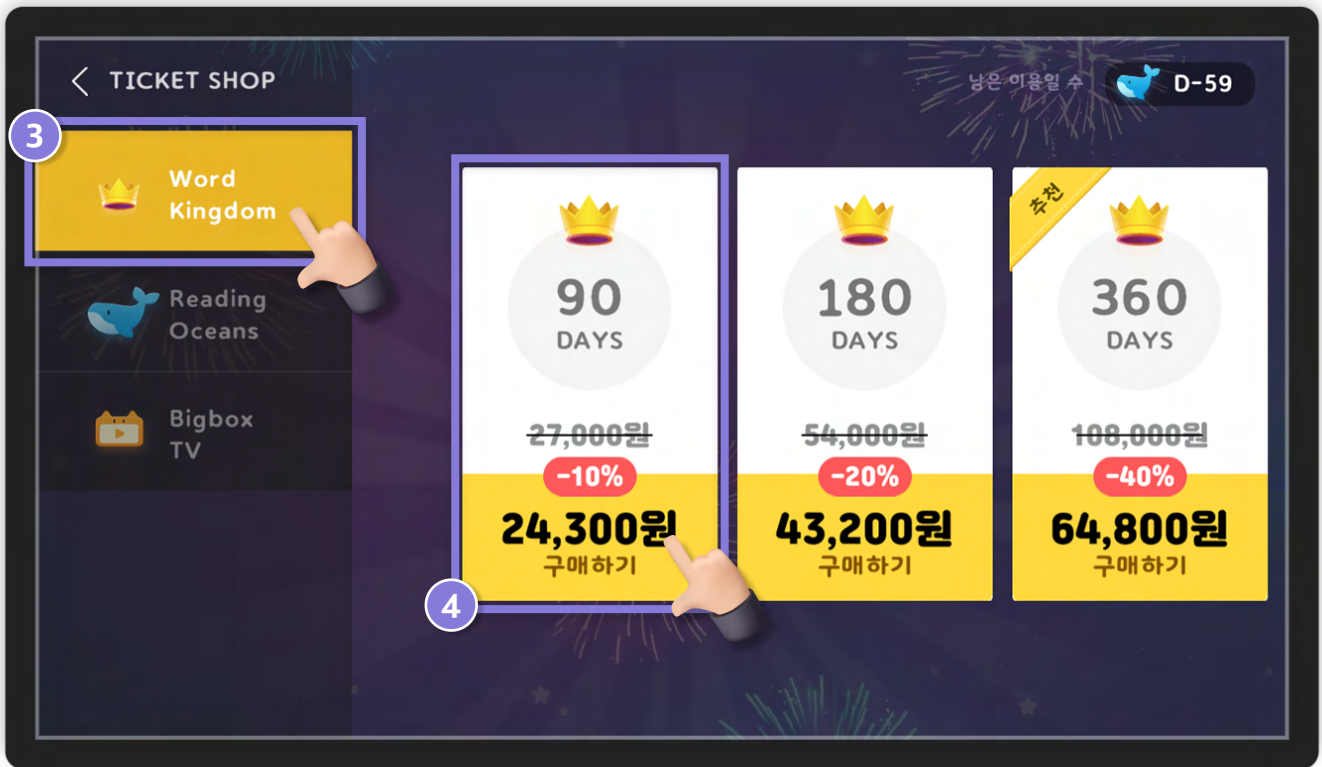 TICKET SHOP
남은 이용일 수
D-59
3
Word
Kingdom
Reading
Oceans
Bigbox
TV
90
DAYS
27,000원
-10%
24,300원
구매하기
4
180
DAYS
54,000원
-20%
43,200원
구매하기
추천
360
DAYS
108,000원
-40%
64,800원
구매하기